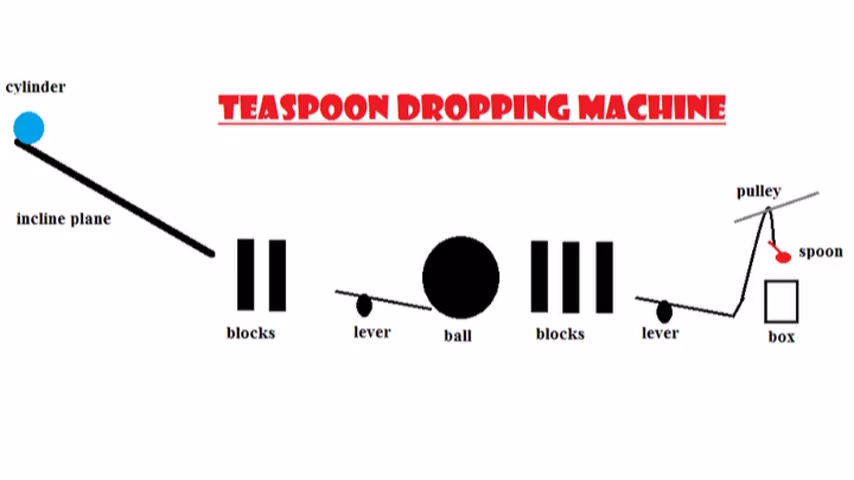 cylinder
TEASPOON DROPPING MACHINE
pulley
incline plane
spoon
blocks
lever
ball
blocks
lever
box